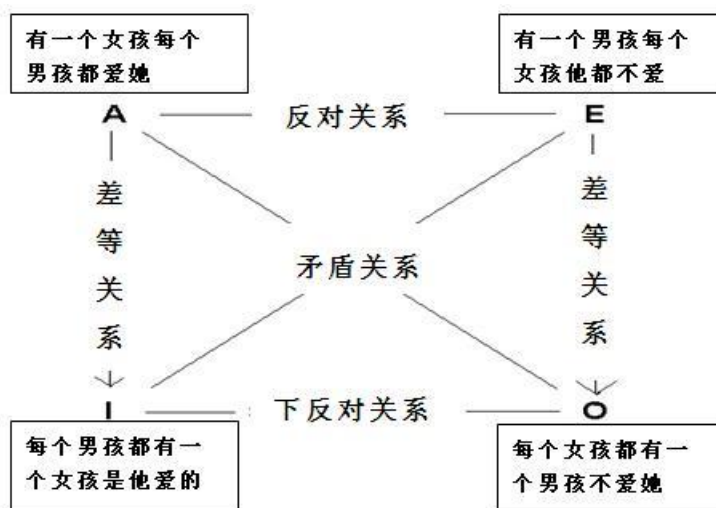 有一个女孩每个
男孩都爱她
有一个男孩每个
女孩他都不爱
A
反对关系
E
差等关系
差等关系
矛盾关系
I
下反对关系
O
每个男孩都有一
个女孩是他爱的
每个女孩都有一
个男孩不爱她